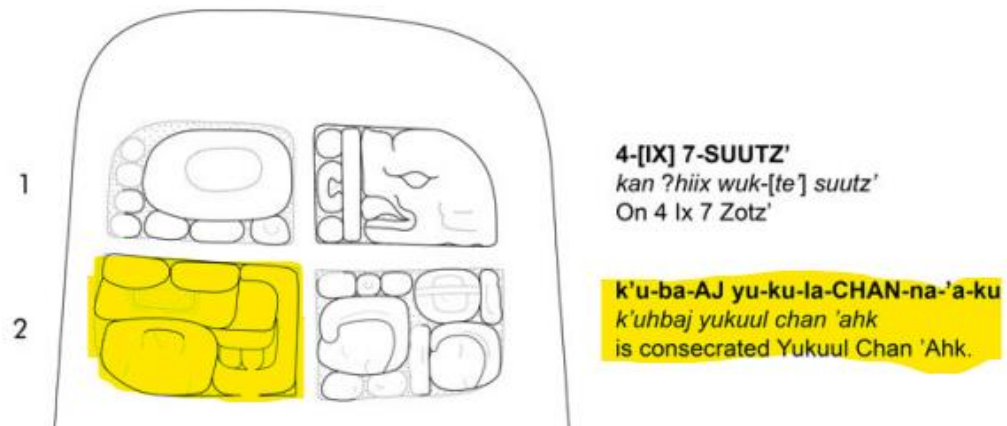 1
4-[IX] 7-SUUTZ’
kan ?hiix wuk-[te’] suutz’
On 4 Ix 7 Zotz’
2
k’u-ba-AJ yu-ku-la-CHAN-na-’a-ku
k’uhbaj yukuul chan ’ahk
is consecrated Yukuul Chan ’Ahk.